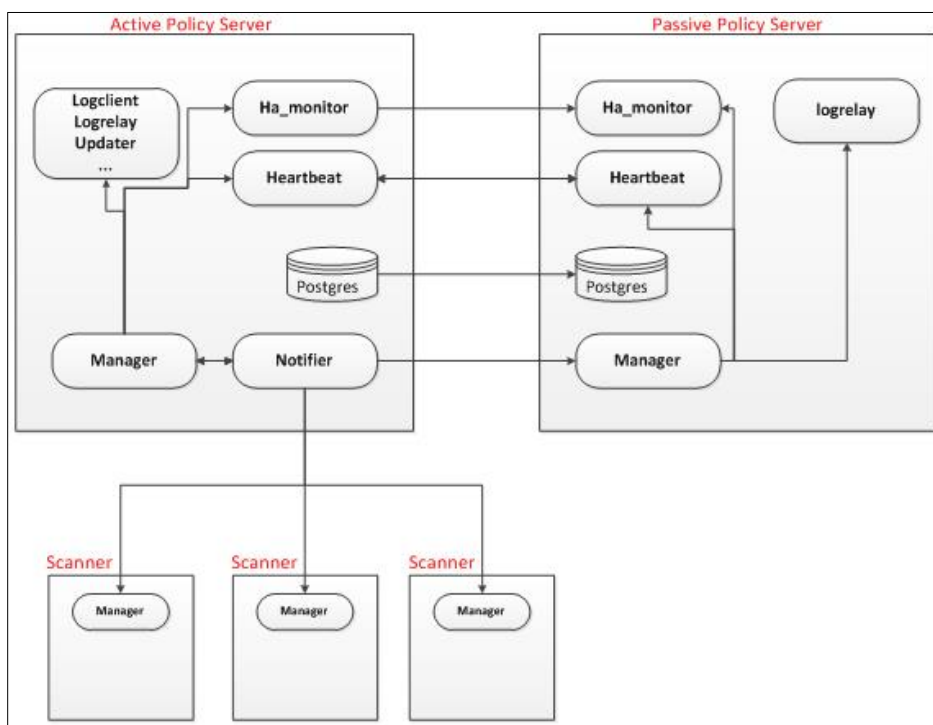 Active Policy Server
Passive Policy Server
Logclient
Logrelay
Updater
...
Ha_monitor
Ha_monitor
logrelay
Heartbeat
Heartbeat
Postgres
Postgres
Manager
Notifier
Manager
Scanner
Scanner
Scanner
Manager
Manager
Manager